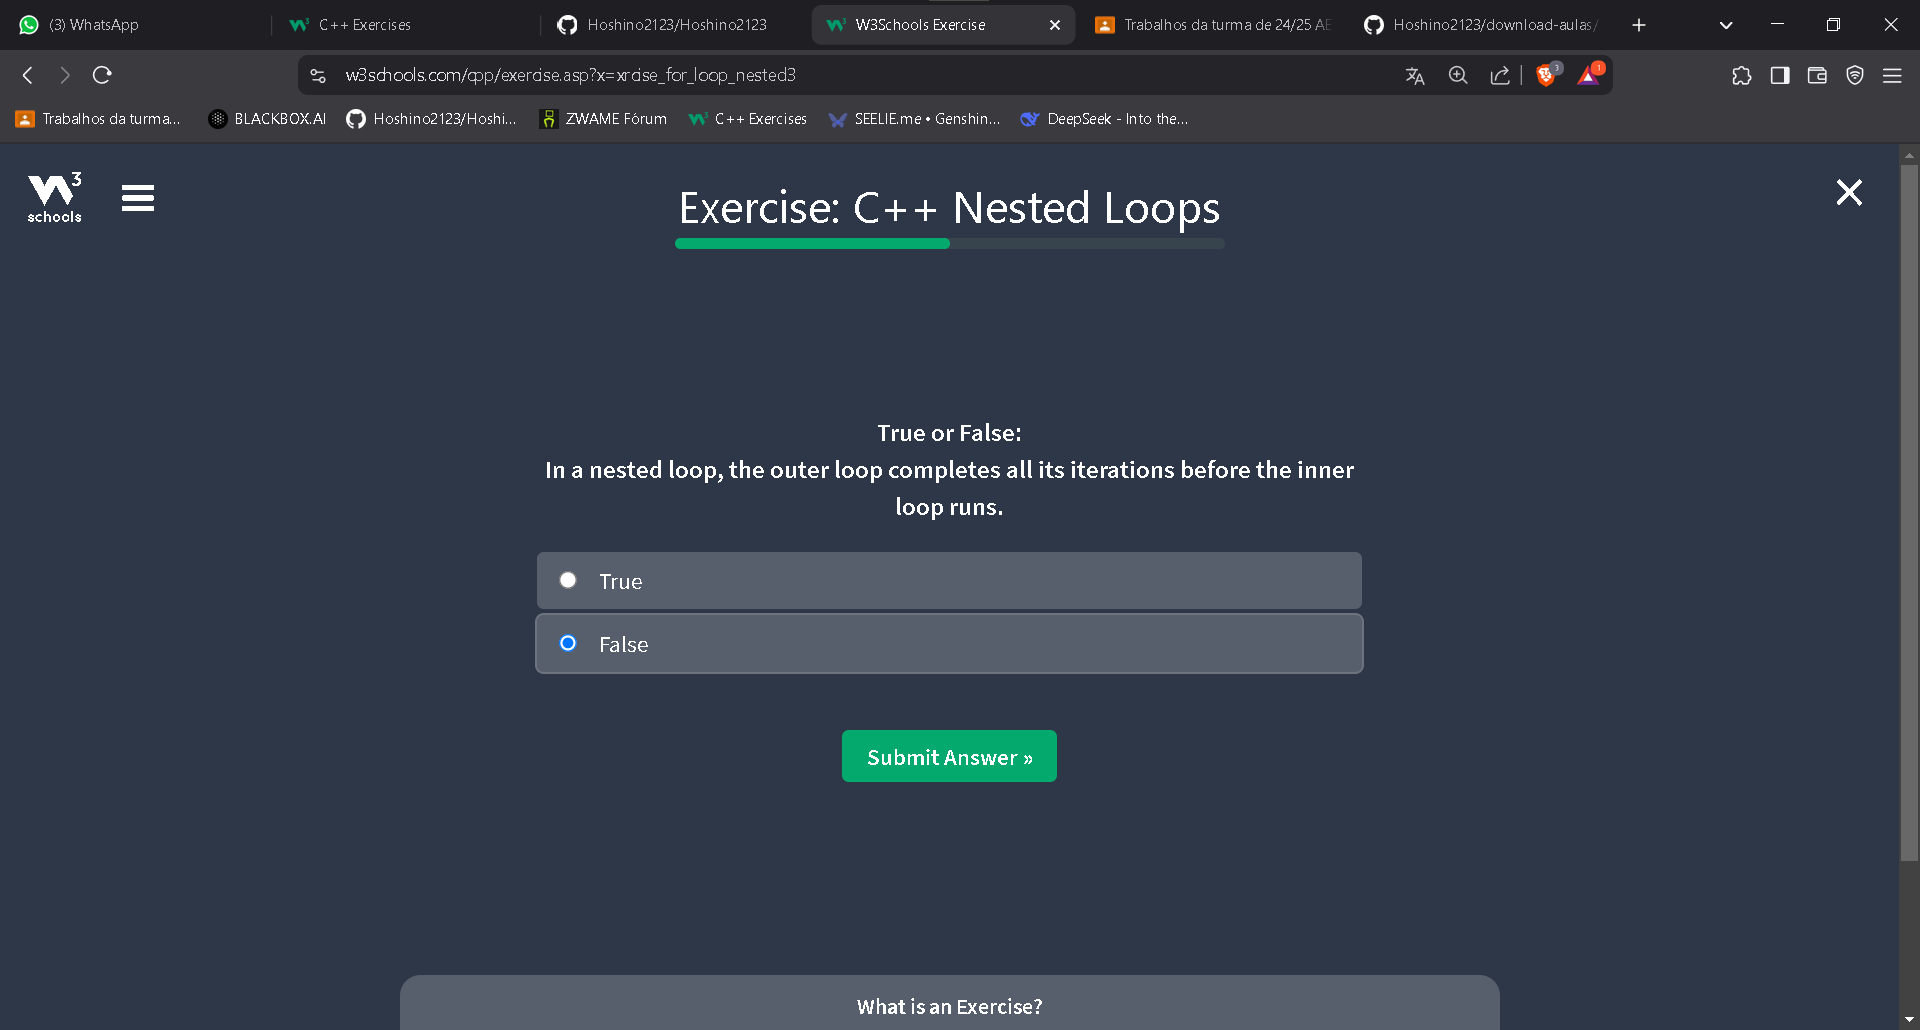 (3) WhatsApp
C++ Exercises
Hoshino2123/Hoshino2123
W3Schools Exercise
Trabalhos da turma de 24/25 AE
Hoshino2123/download-aulas/
w3schools.com/cpp/exercise.asp?x=xrcise_for_loop_nested3
3
1
Trabalhos da turma...
BLACKBOX.AI
Hoshino2123/Hoshi...
ZWAME Fórum
C++ Exercises
SEELIE.me • Genshin...
DeepSeek - Into the...
3
schools
Exercise: C++ Nested Loops
True or False:
In a nested loop, the outer loop completes all its iterations before the inner
loop runs.
True
False
Submit Answer »
What is an Exercise?